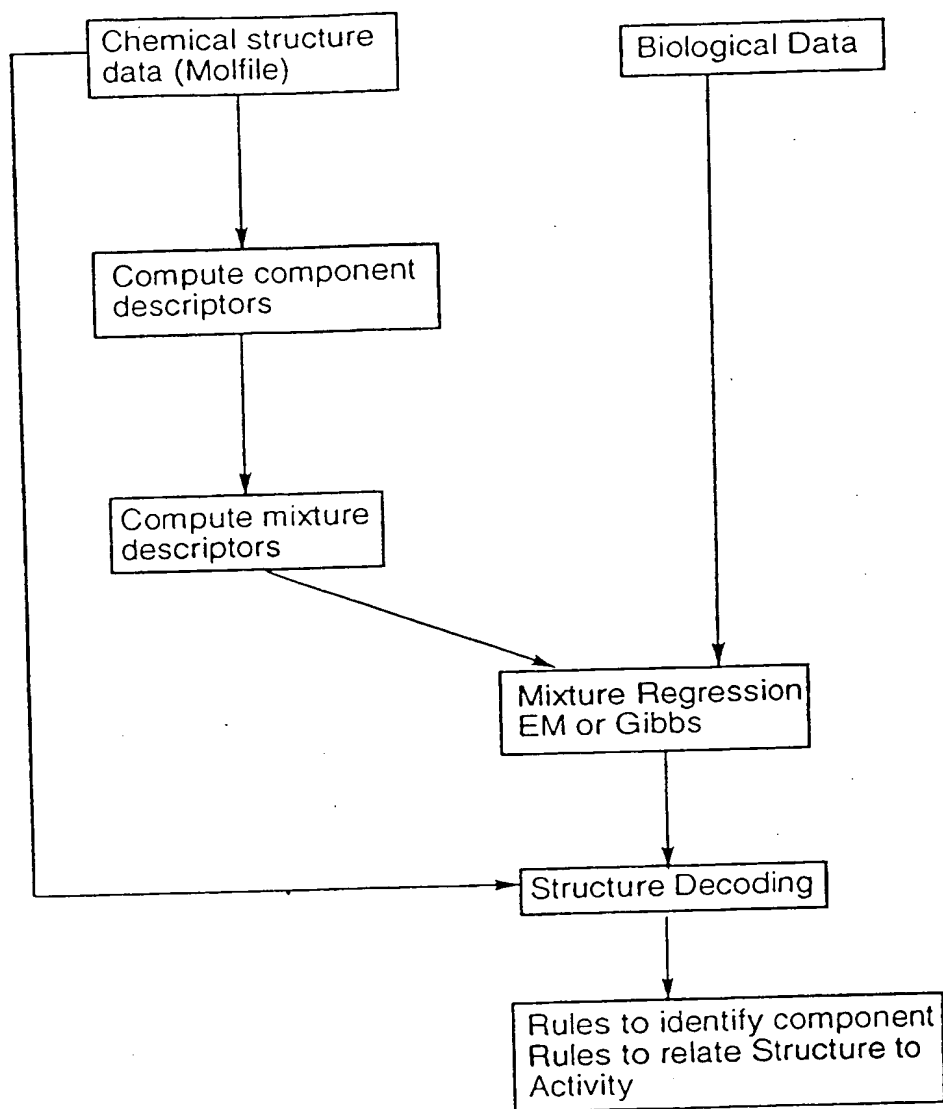 Chemical structure
data (Molfile)
Biological Data
Compute component
descriptors
Compute mixture
descriptors
Mixture Regression
EM or Gibbs
Structure Decoding
Rules to identify component
Rules to relate Structure to
Activity